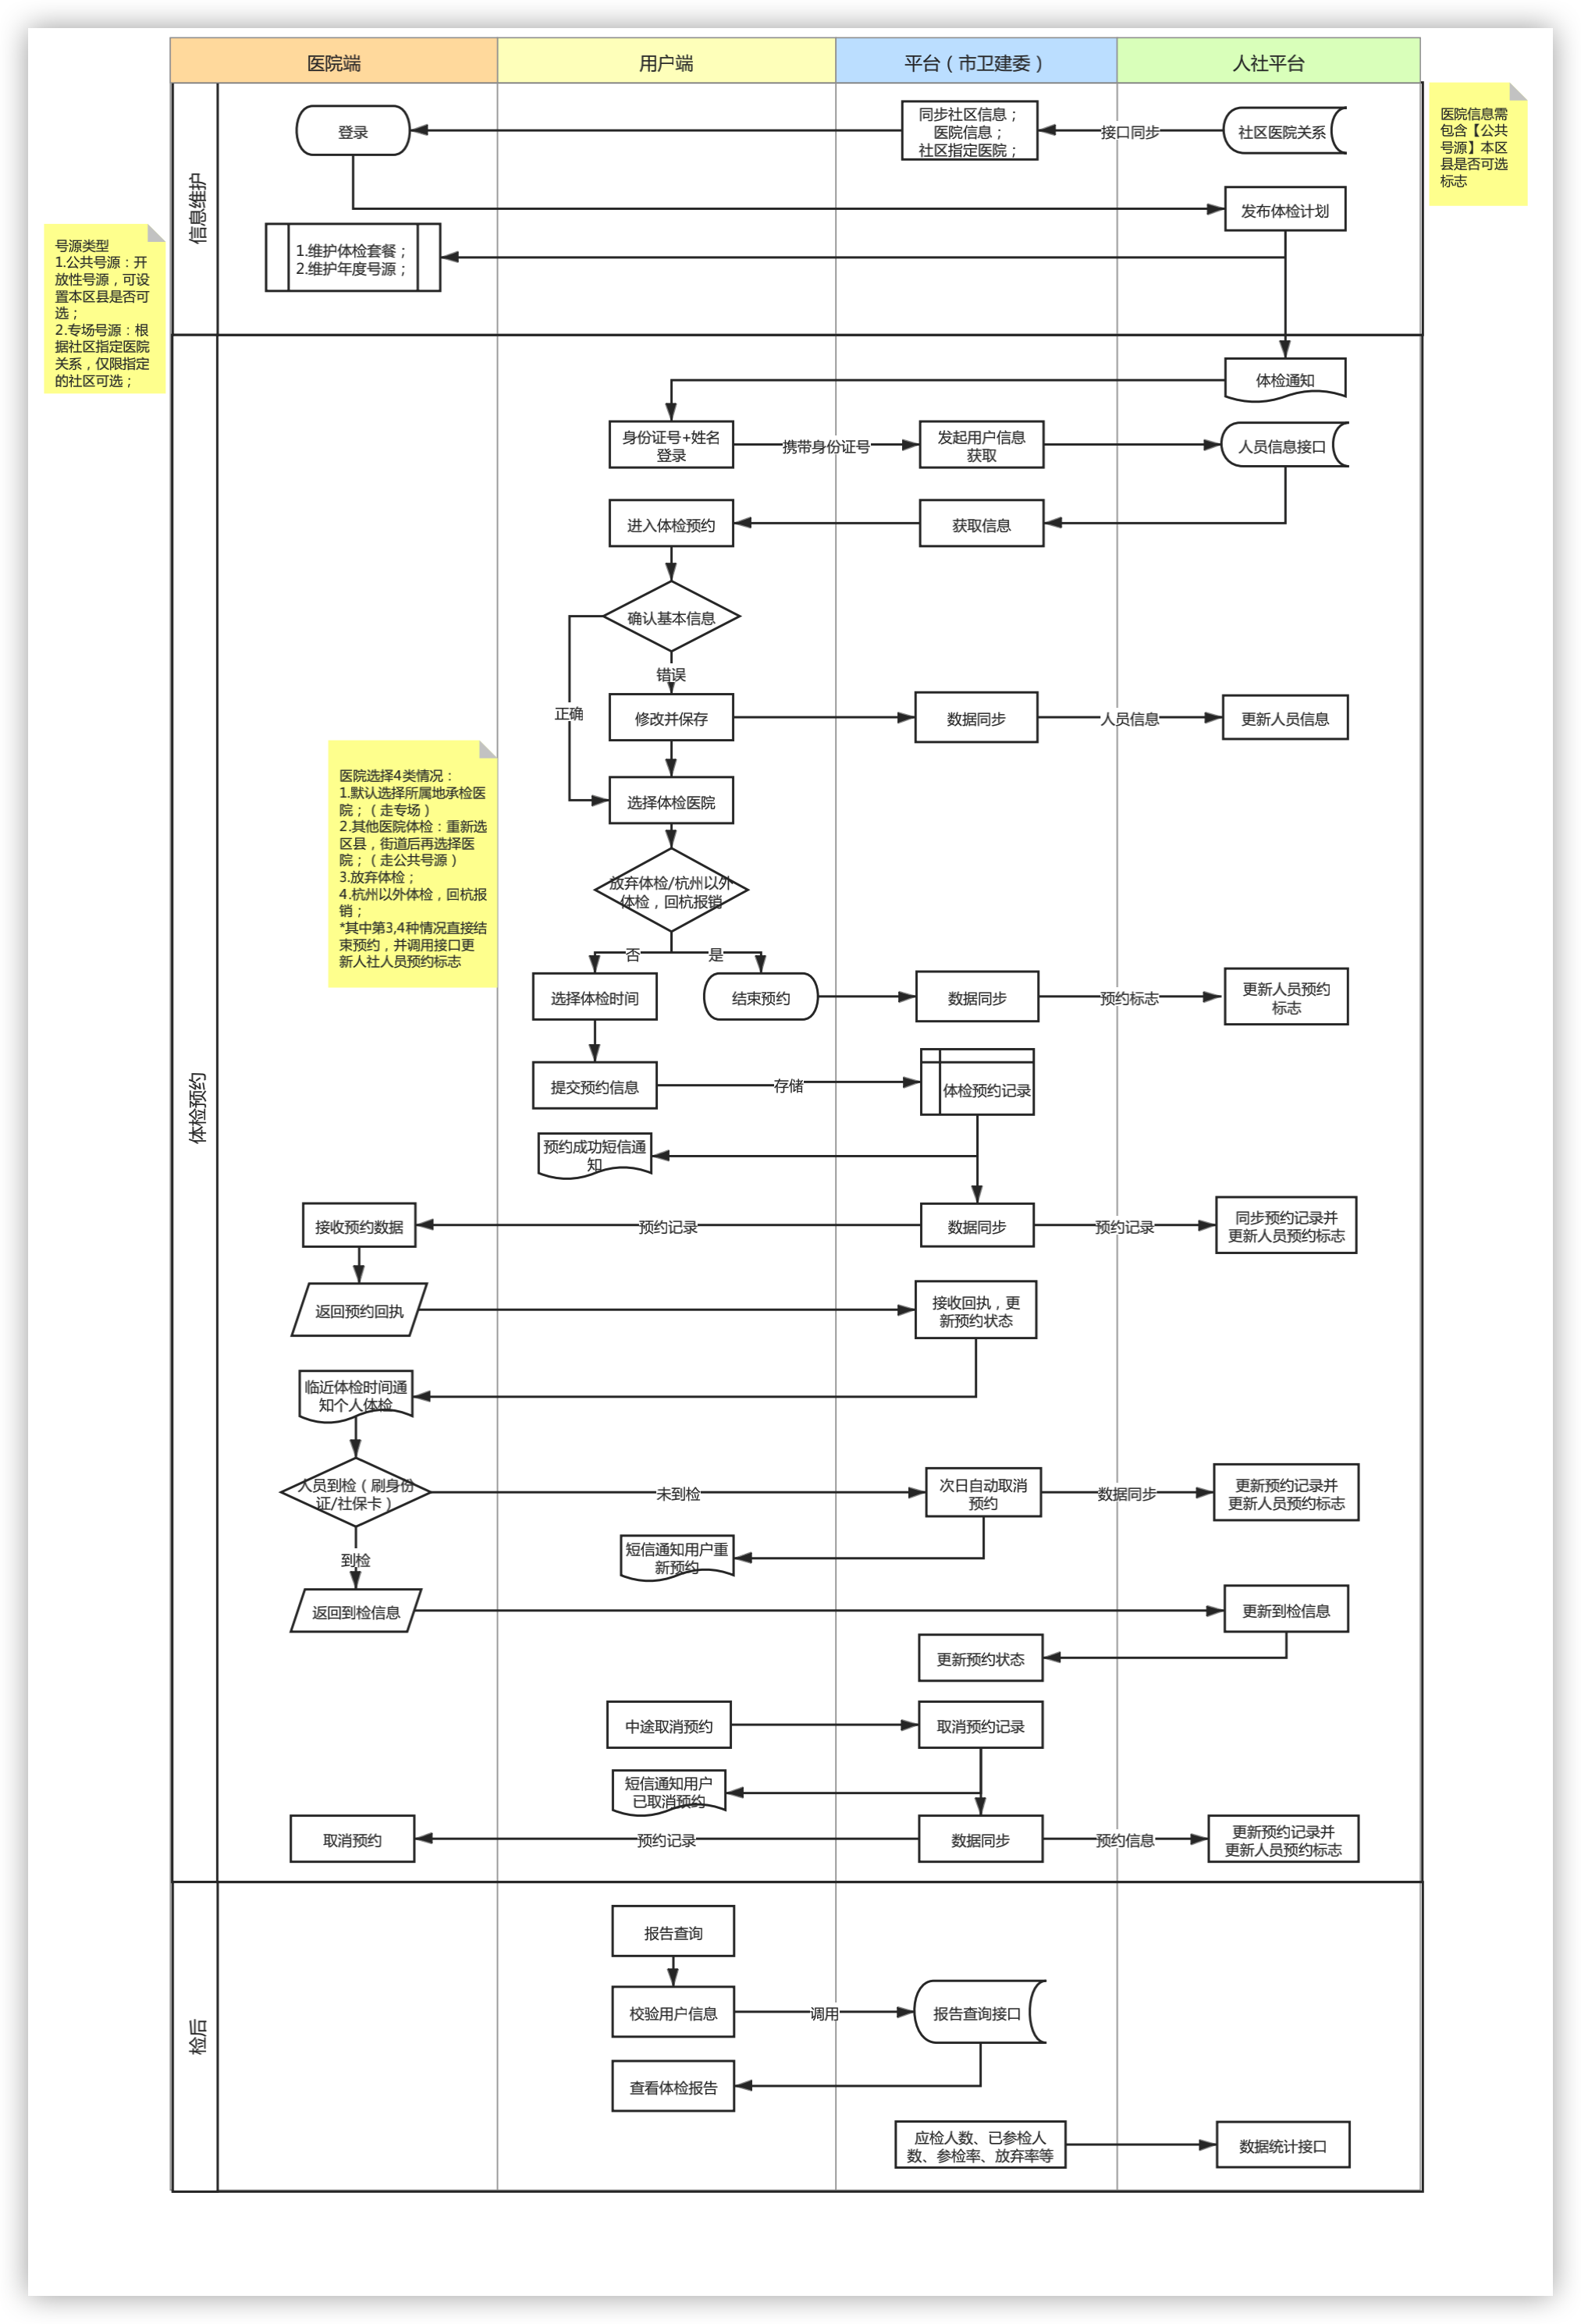 医院端
用户端
平台（市卫建委）
人社平台
信息维护
登录
同步社区信息；
医院信息；
社区指定医院；
接口同步
社区医院关系
医院信息需
包含【公共
号源】本区
县是否可选
标志
发布体检计划
1.维护体检套餐；
2.维护年度号源；
号源类型
1.公共号源：开
放性号源，可设
置本区县是否可
选；
2.专场号源：根
据社区指定医院
关系，仅限指定
的社区可选；
体检预约
体检通知
身份证号+姓名
登录
携带身份证号
发起用户信息
获取
人员信息接口
进入体检预约
获取信息
确认基本信息
错误
正确
修改并保存
数据同步
人员信息
更新人员信息
选择体检医院
医院选择4类情况：
1.默认选择所属地承检医
院；（走专场）
2.其他医院体检：重新选
区县，街道后再选择医
院；（走公共号源）
3.放弃体检；
4.杭州以外体检，回杭报
销；
*其中第3,4种情况直接结
束预约，并调用接口更
新人社人员预约标志
放弃体检/杭州以外
体检，回杭报销
否
是
选择体检时间
结束预约
数据同步
预约标志
更新人员预约
标志
提交预约信息
存储
体检预约记录
预约成功短信通
知
接收预约数据
预约记录
数据同步
预约记录
同步预约记录并
更新人员预约标志
返回预约回执
接收回执，更
新预约状态
临近体检时间通
知个人体检
人员到检（刷身份
证/社保卡）
未到检
次日自动取消
预约
数据同步
更新预约记录并
更新人员预约标志
短信通知用户重
新预约
到检
返回到检信息
更新到检信息
更新预约状态
中途取消预约
取消预约记录
短信通知用户
已取消预约
取消预约
预约记录
数据同步
预约信息
更新预约记录并
更新人员预约标志
检后
报告查询
校验用户信息
调用
报告查询接口
查看体检报告
应检人数、已参检人
数、参检率、放弃率等
数据统计接口